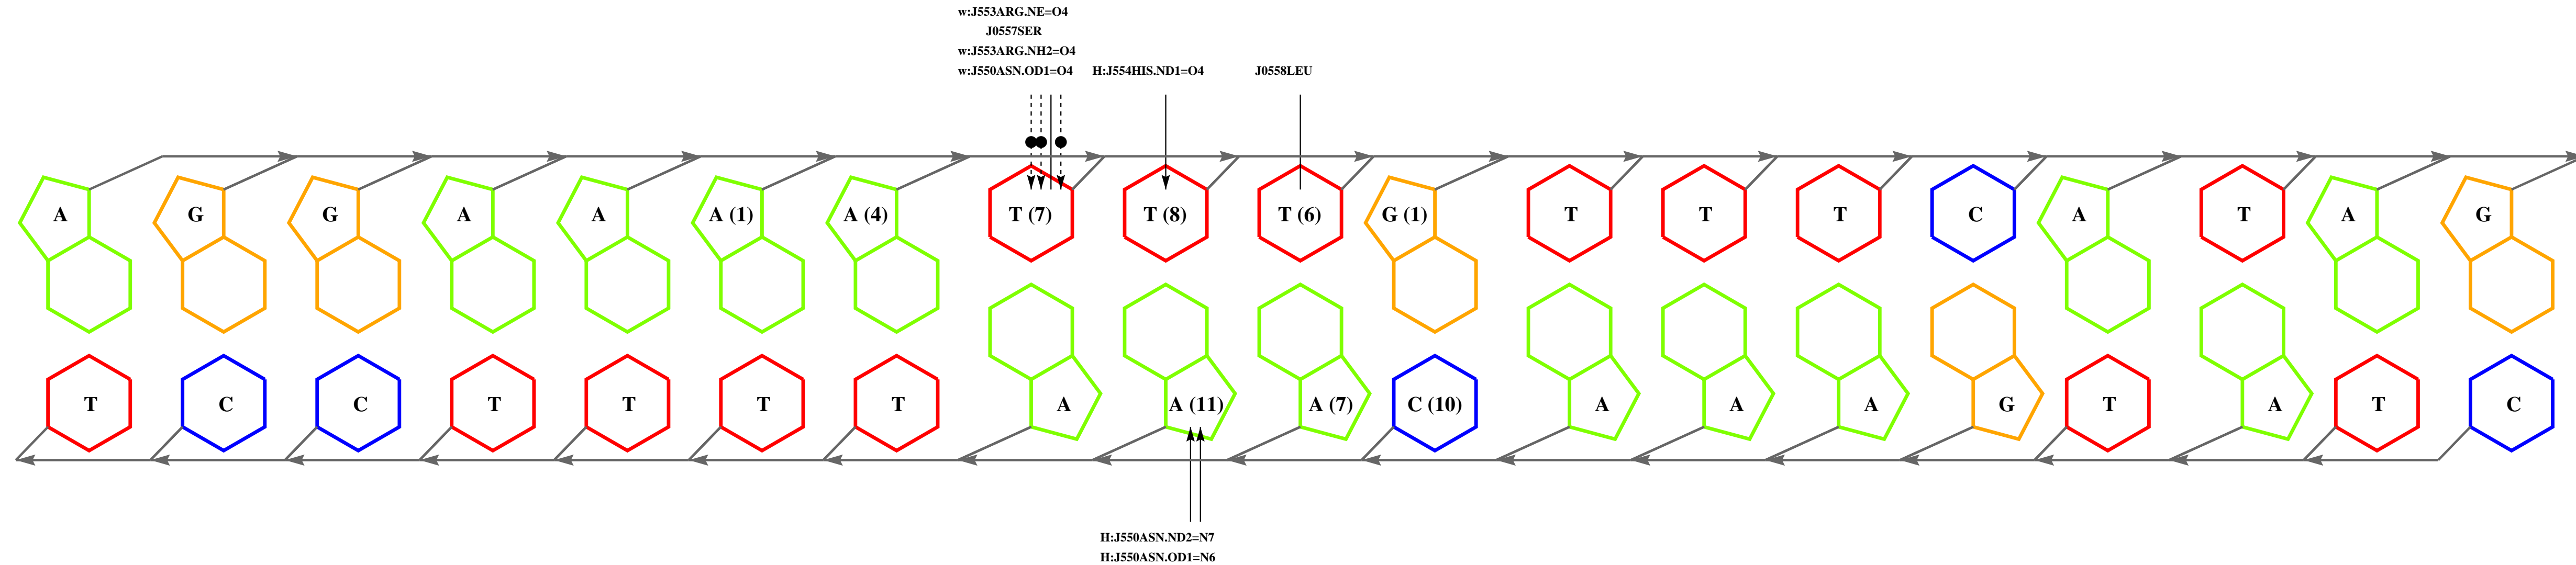 w:J553ARG.NE=O4
J0557SER
w:J553ARG.NH2=O4
w:J550ASN.OD1=O4 H:J554HIS.ND1=O4 J0558LEU
A G G A A A (1) A (4) T (7) T (8) T (6) G (1) T T T C A T A G
T C C T T T T A A (11) A (7) C (10) A A A G T A T C
H:J550ASN.ND2=N7
H:J550ASN.OD1=N6